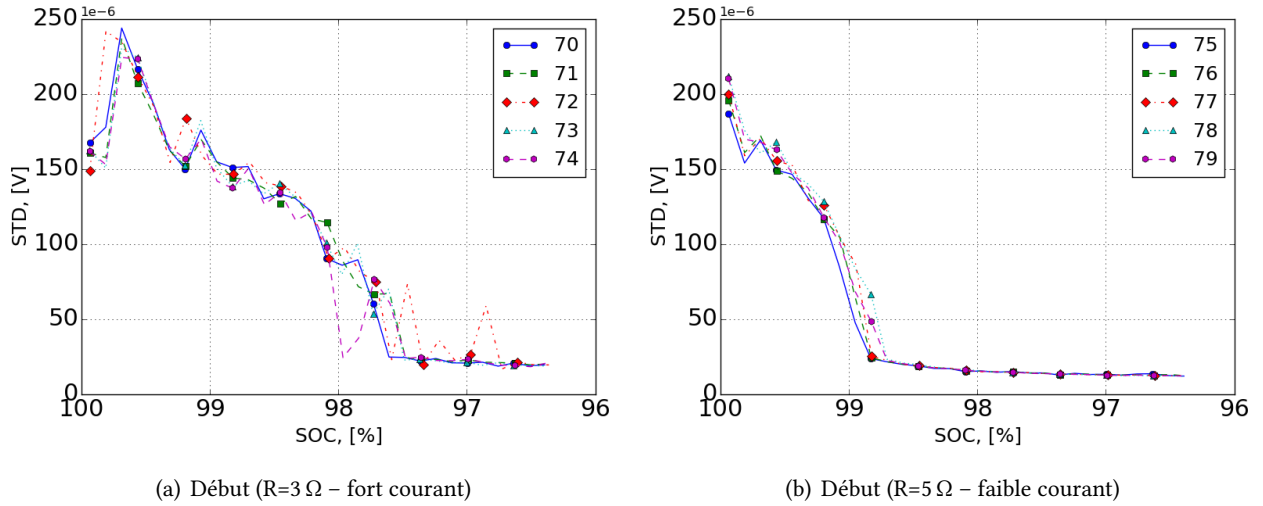 1e−6
250
200
150
100
50
0
STD, [V]
100 99 98 97 96
SOC, [%]
70
71
72
73
74
(a) Début (R=3 Ω – fort courant)
1e−6
250
200
150
100
50
0
STD, [V]
100 99 98 97 96
SOC, [%]
75
76
77
78
79
(b) Début (R=5 Ω – faible courant)